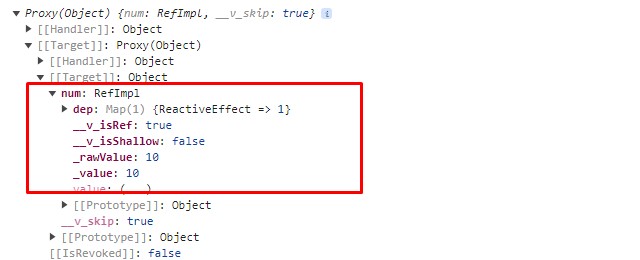 ▼ Proxy(Object) {num: RefImpl, __v_skip: true} i
▶ [[Handler]]: Object
▼ [[Target]]: Proxy(Object)
▶ [[Handler]]: Object
▼ [[Target]]: Object
▼ num: RefImpl
▶ dep: Map(1) {ReactiveEffect => 1}
__v_isRef: true
__v_isShallow: false
_rawValue: 10
_value: 10
value: (...)
▶ [[Prototype]]: Object
__v_skip: true
▶ [[Prototype]]: Object
[[IsRevoked]]: false